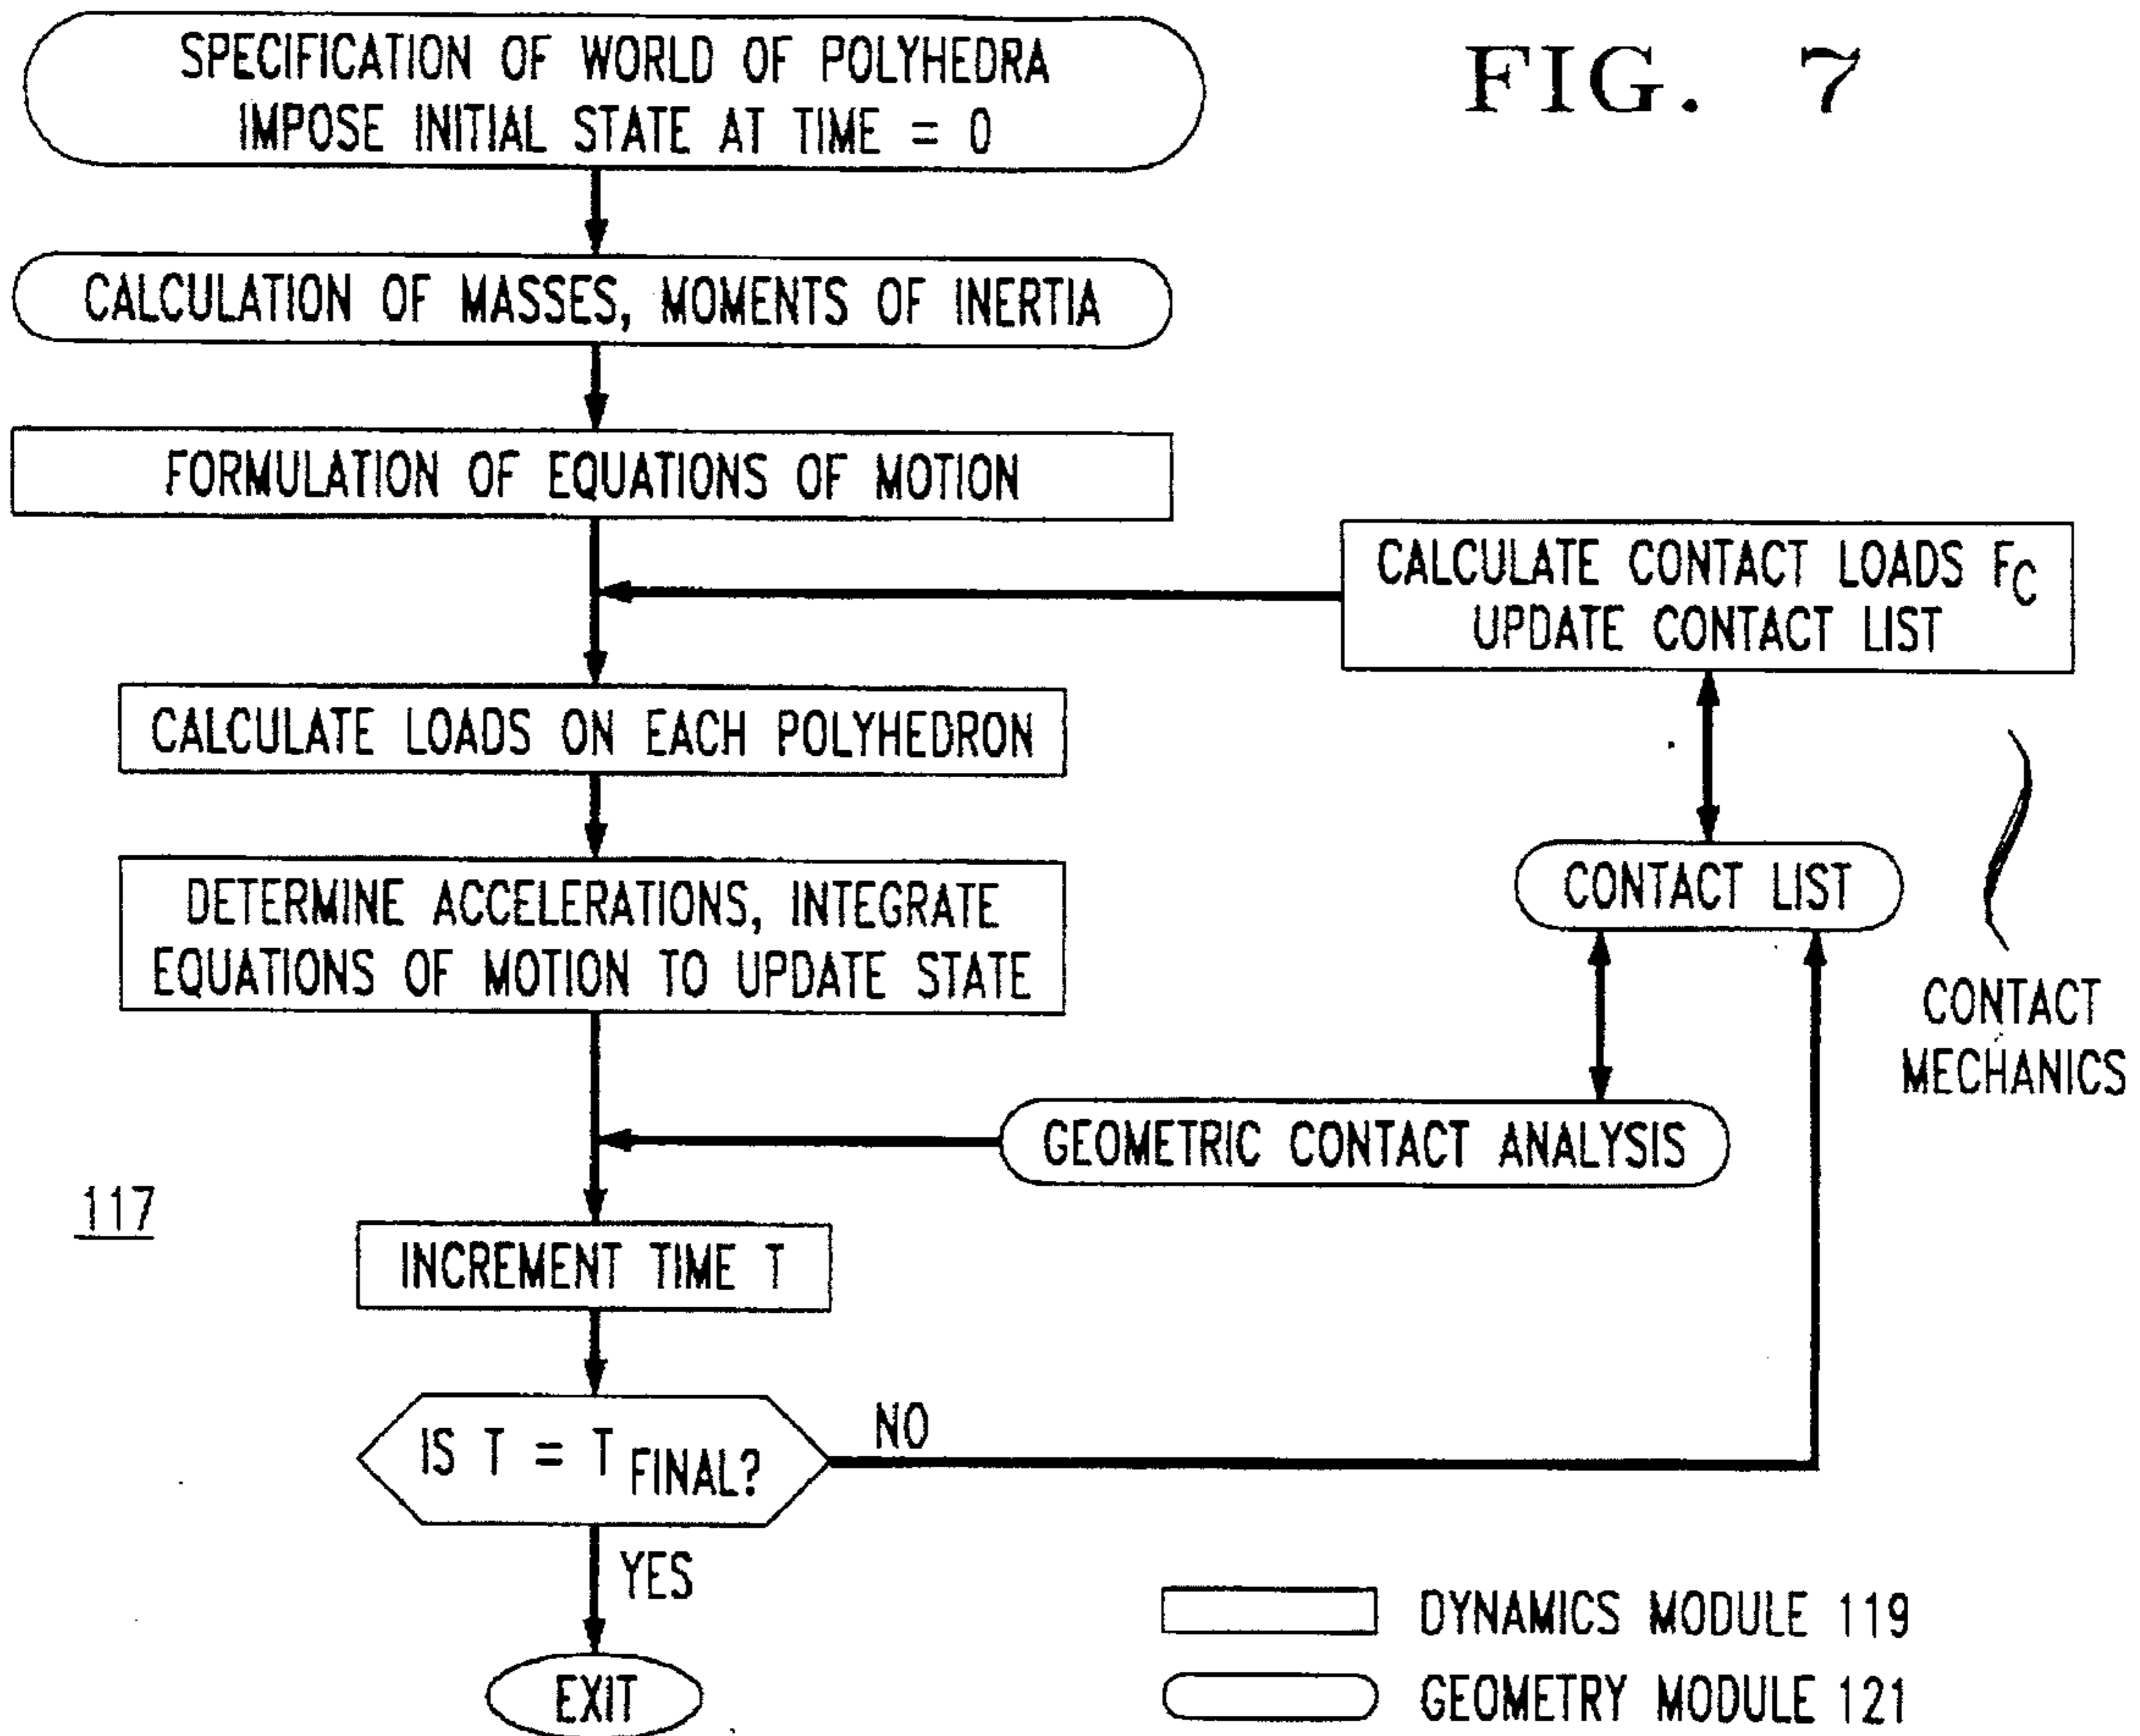 FIG. 7
SPECIFICATION OF WORLD OF POLYHEDRA
IMPOSE INITIAL STATE AT TIME = 0
CALCULATION OF MASSES, MOMENTS OF INERTIA
FORMULATION OF EQUATIONS OF MOTION
CALCULATE CONTACT LOADS FC
UPDATE CONTACT LIST
CALCULATE LOADS ON EACH POLYHEDRON
DETERMINE ACCELERATIONS, INTEGRATE
EQUATIONS OF MOTION TO UPDATE STATE
CONTACT LIST
CONTACT
MECHANICS
GEOMETRIC CONTACT ANALYSIS
117
INCREMENT TIME T
IS T = T FINAL?
NO
YES
EXIT
DYNAMICS MODULE 119
GEOMETRY MODULE 121